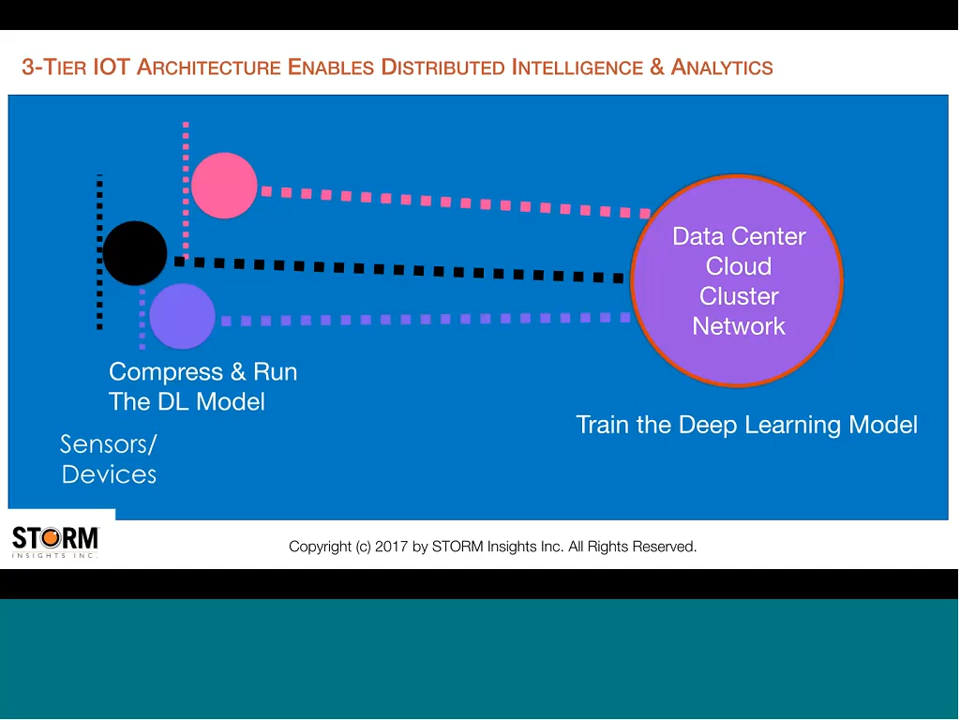 3-TIER IOT ARCHITECTURE ENABLES DISTRIBUTED INTELLIGENCE & ANALYTICS
Data Center
Cloud
Cluster
Network
Compress & Run
The DL Model
Train the Deep Learning Model
Sensors/
Devices
STORM
INSIGHTS INC.
Copyright (c) 2017 by STORM Insights Inc. All Rights Reserved.